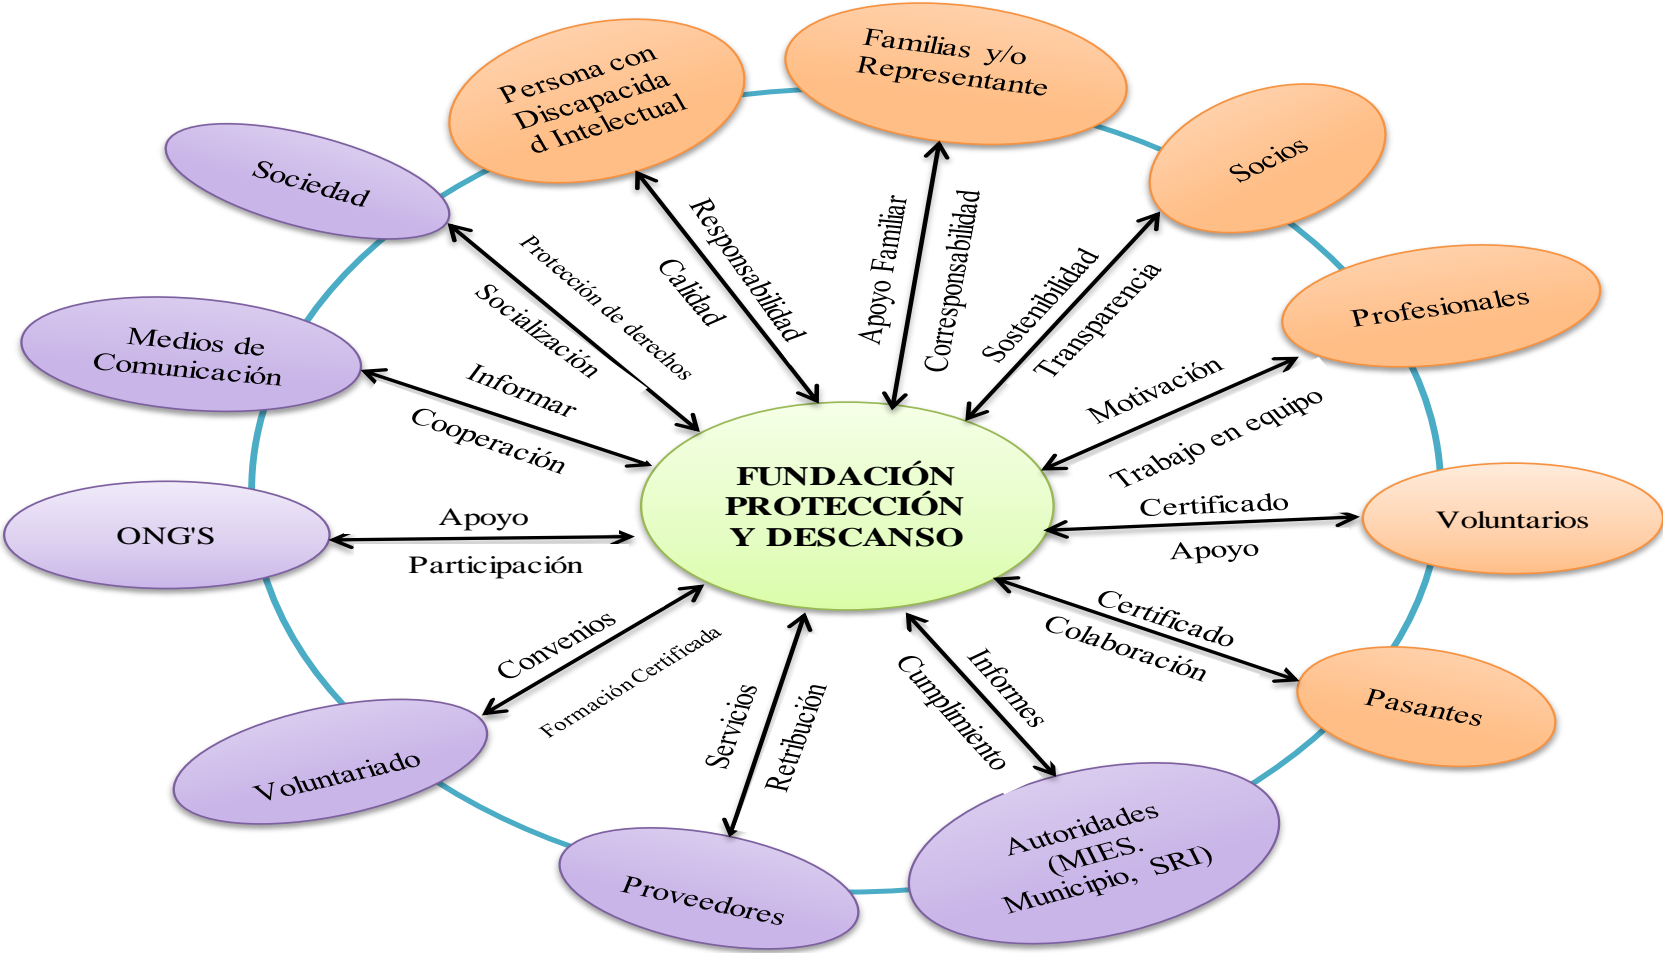 Persona con
Discapacida
d Intelectual
Familias y/o
Representante
Socios
Profesionales
Voluntarios
Pasantes
Autoridades
(MIES.
Municipio, SRI)
Proveedores
Voluntariado
ONG'S
Medios de
Comunicación
Sociedad
FUNDACIÓN
PROTECCIÓN
Y DESCANSO
Responsabilidad
Calidad
Apoyo Familiar
Corresponsabilidad
Sostenibilidad
Transparencia
Motivación
Trabajo en equipo
Certificado
Apoyo
Certificado
Colaboración
Informes
Cumplimiento
Servicios
Retribución
Convenios
Formación Certificada
Apoyo
Participación
Informar
Cooperación
Protección de derechos
Socialización